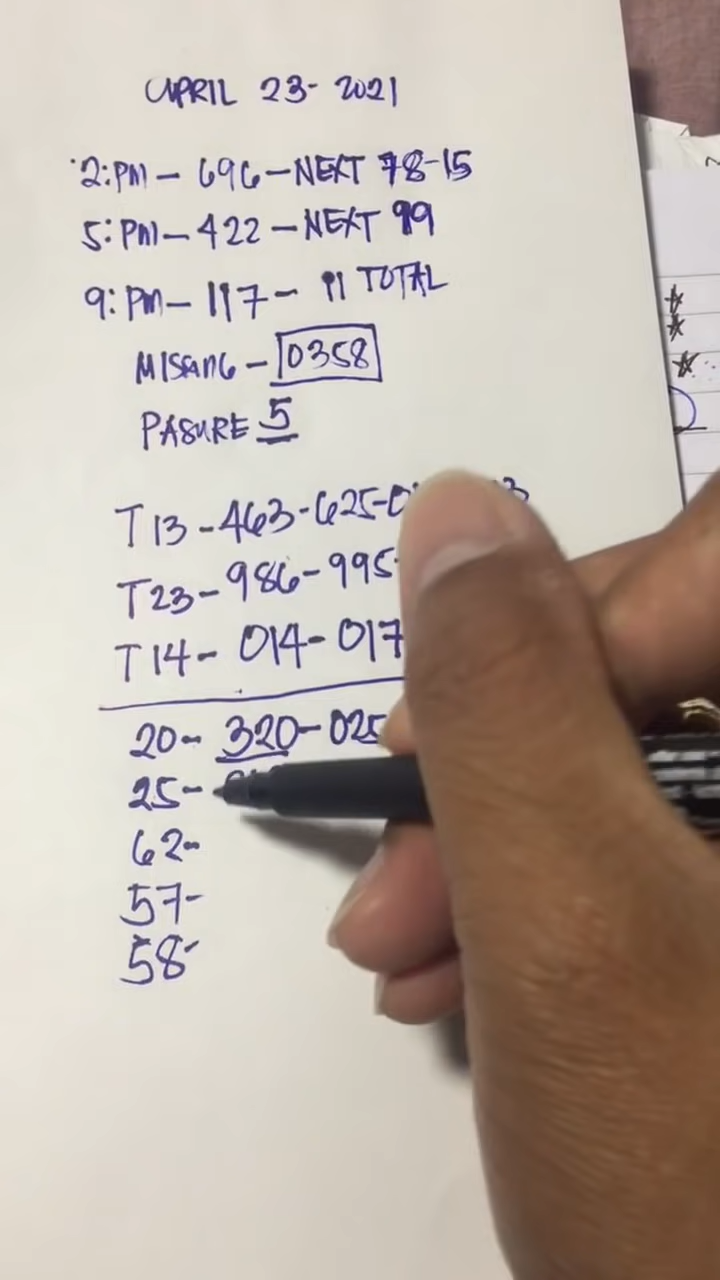 APRIL 23- 2021
2:PM- 696-NEXT 78-15
5:PM-422-NEXT 99
9:PM-117- 11 TOTAL
MISSANG-0358
PASURE 5
T13-463-625-0
T23-986-995-
T14- 014-017
20- 320-025
25-
62-
57-
58-